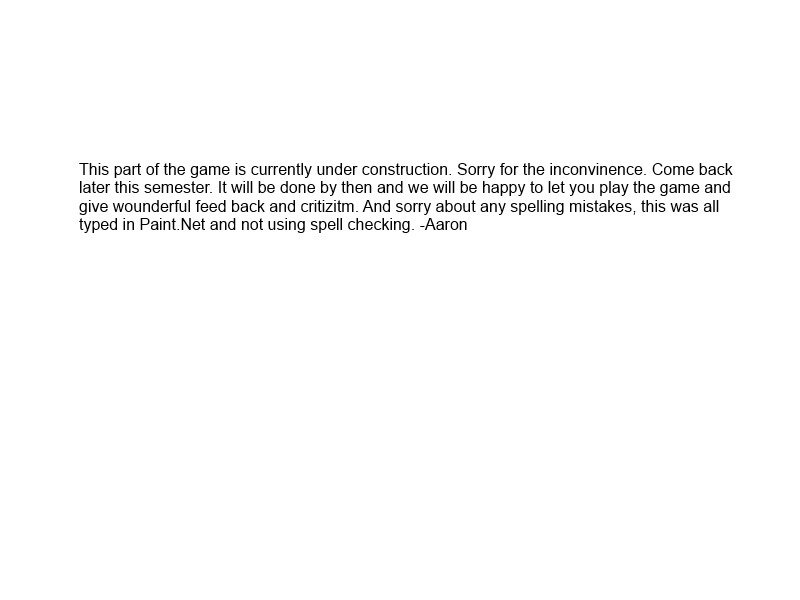 This part of the game is currently under construction. Sorry for the inconvinence. Come back
later this semester. It will be done by then and we will be happy to let you play the game and
give wounderful feed back and critizitm. And sorry about any spelling mistakes, this was all
typed in Paint.Net and not using spell checking. -Aaron